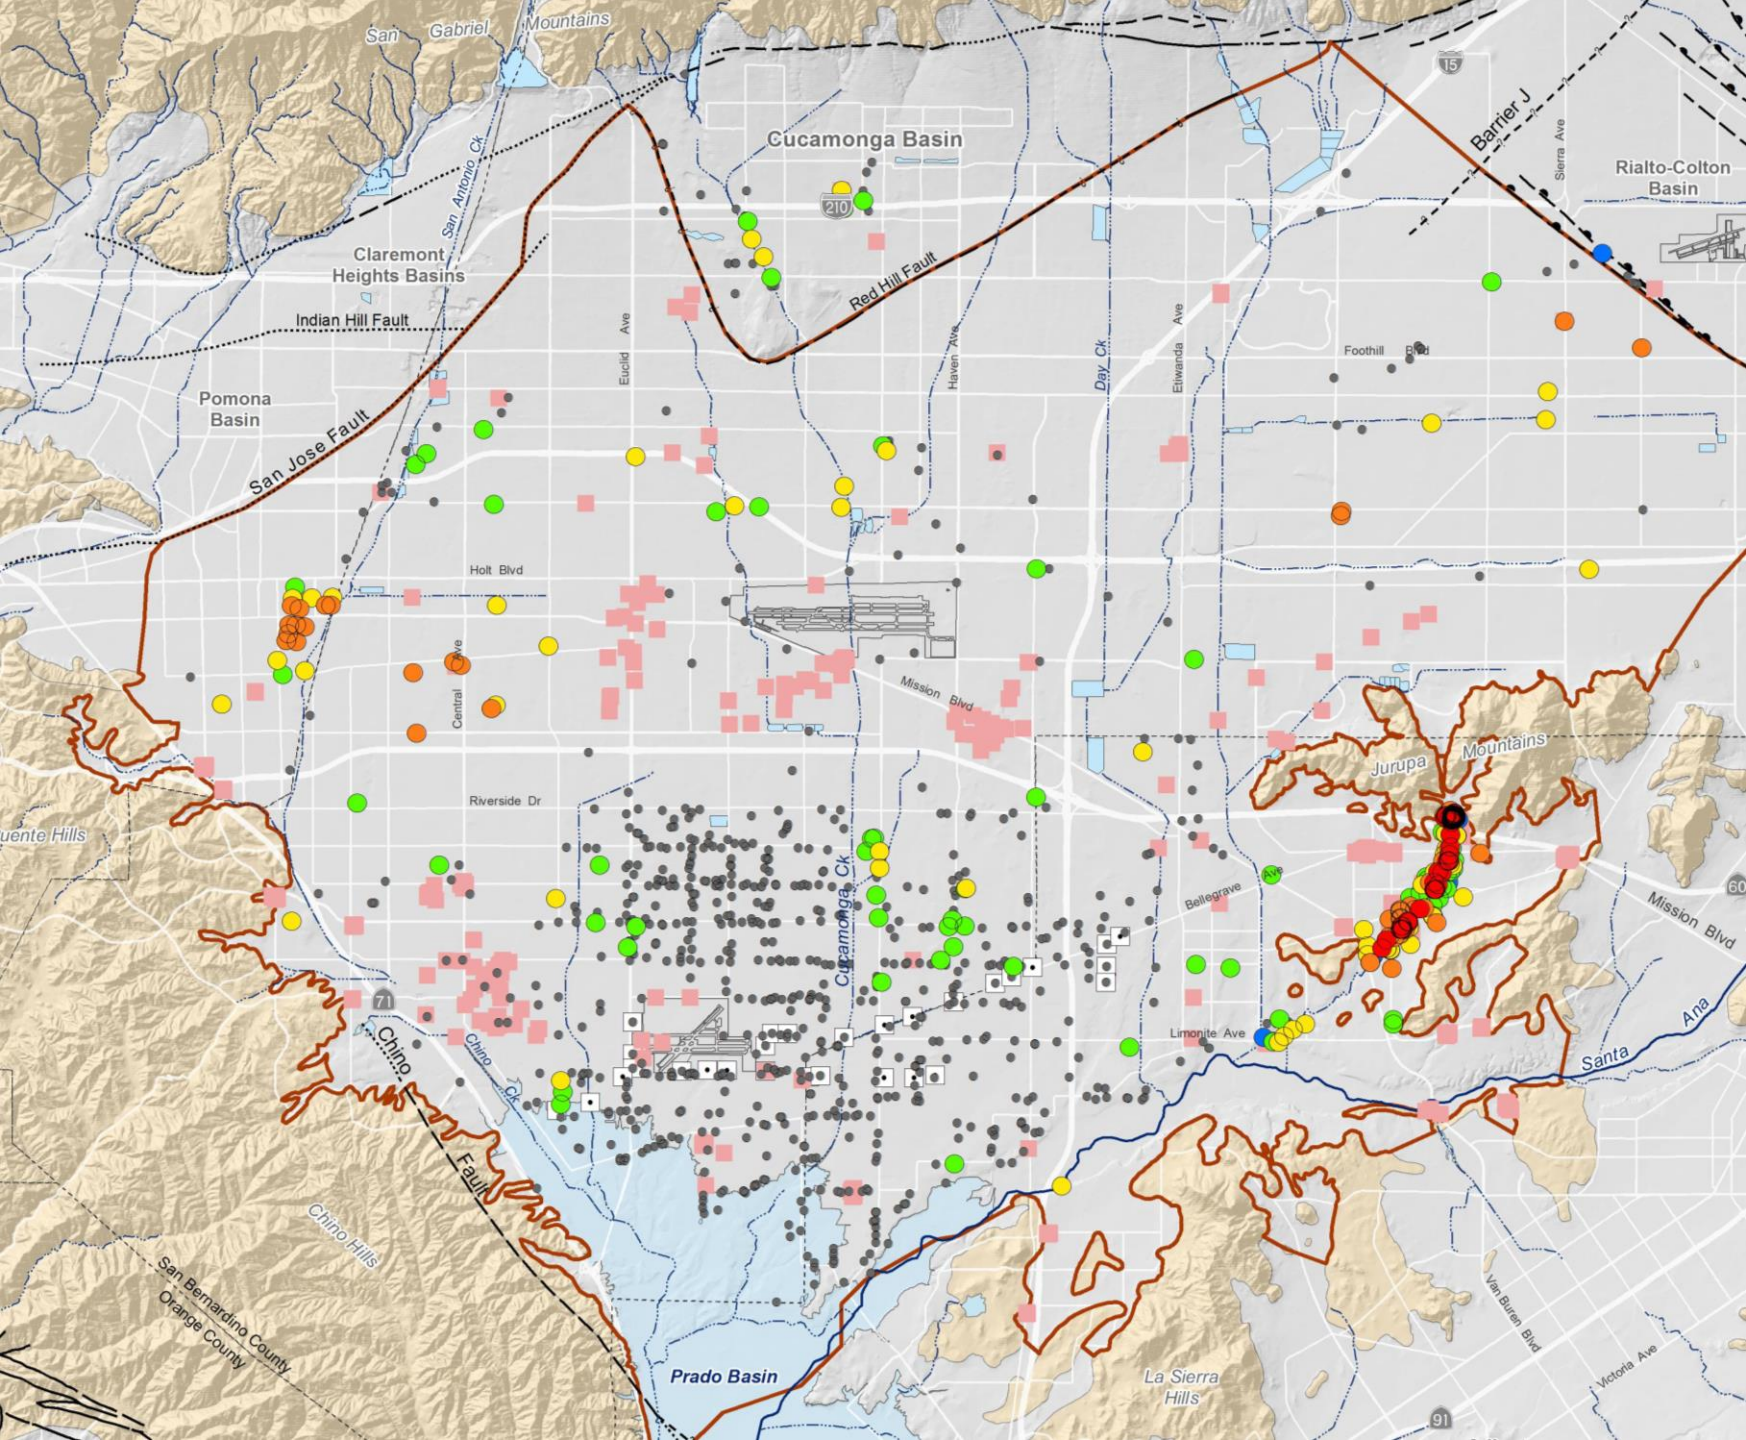 San Gabriel Mountains
15
Barrier J
Sierra Ave
Cucamonga Basin
San Antonio Ck
Rialto-Colton
Basin
210
Claremont
Heights Basins
Red Hill Fault
Indian Hill Fault
Euclid Ave
Haven Ave
Day Ck
Etiwanda Ave
Foothill Blvd
Pomona
Basin
San Jose Fault
Holt Blvd
Central Ave
Mission Blvd
Jurupa Mountains
Riverside Dr
uente Hills
Cucamonga Ck
Bellegrave Ave
60
Mission Blvd
71
Chino
Fault
Chino Ck
Limonite Ave
Santa Ana
Chino Hills
San Bernardino County
Orange County
Van Buren Blvd
Victoria Ave
Prado Basin
La Sierra
Hills
91